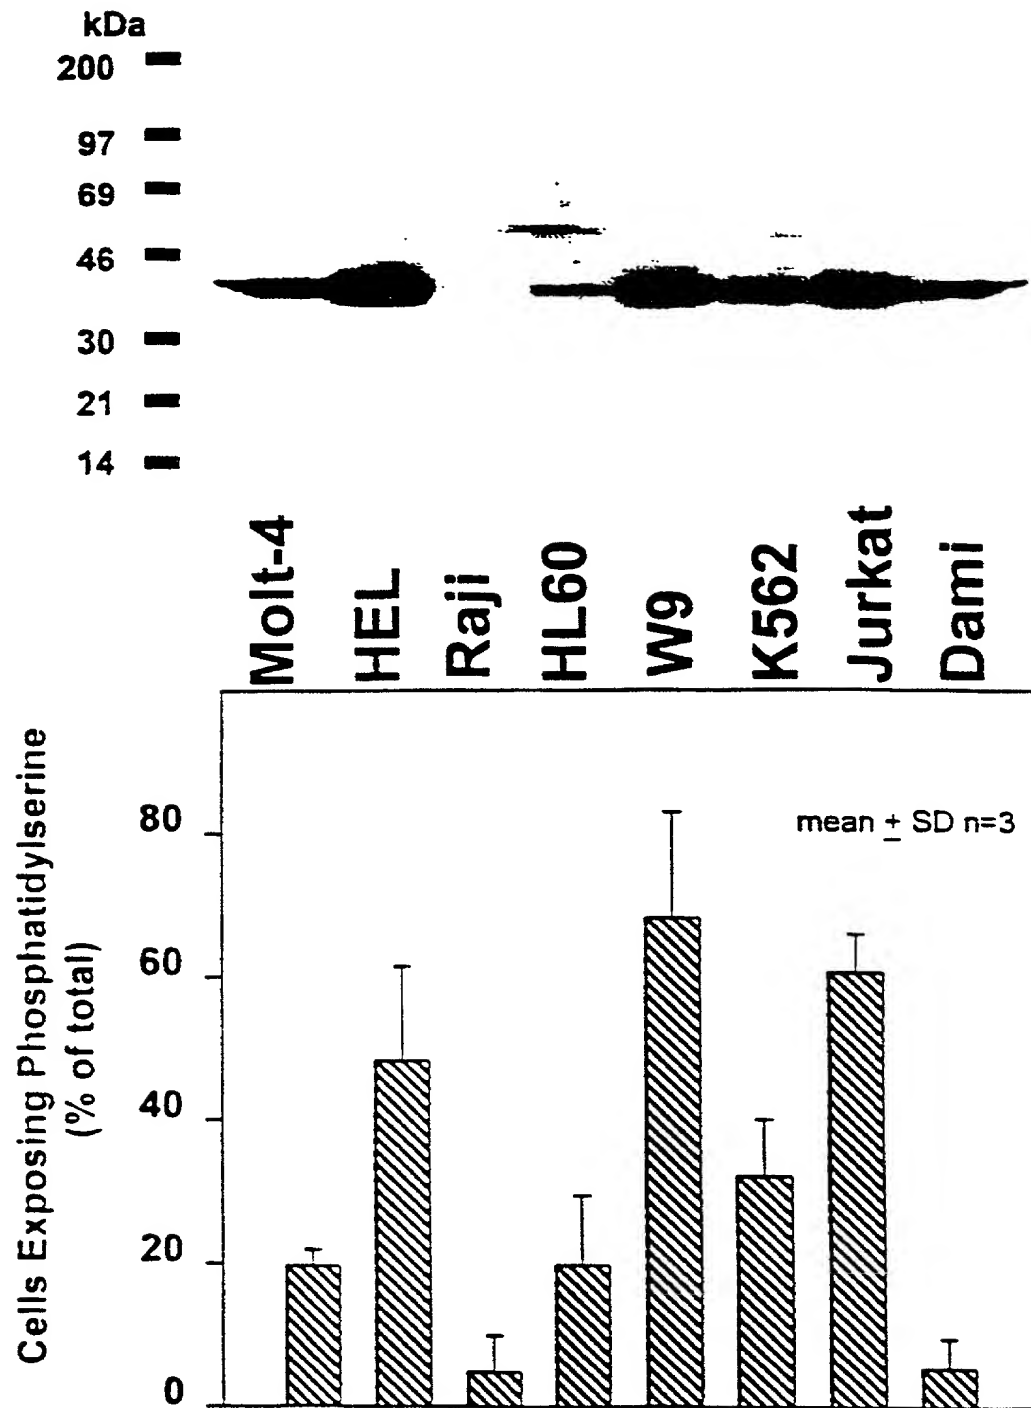 kDa
200
97
69
46
30
21
14
Molt-4
HEL
Raji
HL60
W9
K562
Jurkat
Dami
Cells Exposing Phosphatidylserine
(% of total)
80
60
40
20
0
mean ± SD n=3